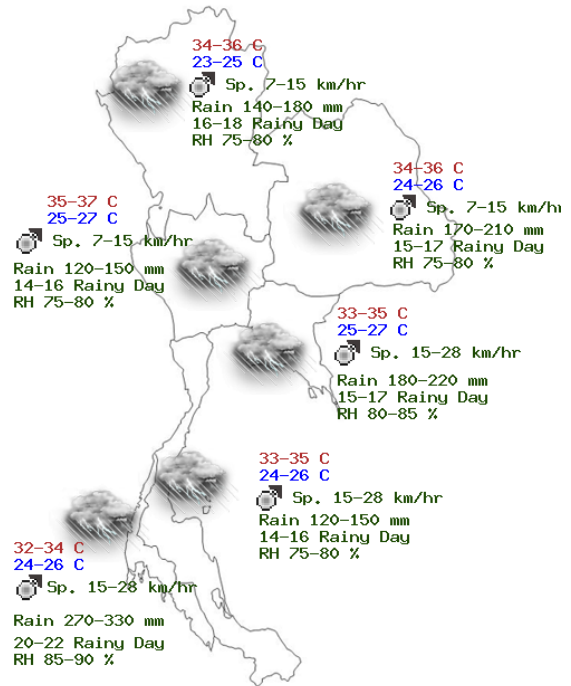 34-36 C
23-25 C
Sp. 7-15 km/hr
Rain 140-180 mm
16-18 Rainy Day
RH 75-80 %
34-36 C
24-26 C
Sp. 7-15 km/hr
Rain 170-210 mm
15-17 Rainy Day
RH 75-80 %
35-37 C
25-27 C
Sp. 7-15 km/hr
Rain 120-150 mm
14-16 Rainy Day
RH 75-80 %
33-35 C
25-27 C
Sp. 15-28 km/hr
Rain 180-220 mm
15-17 Rainy Day
RH 80-85 %
33-35 C
24-26 C
Sp. 15-28 km/hr
Rain 120-150 mm
14-16 Rainy Day
RH 75-80 %
32-34 C
24-26 C
Sp. 15-28 km/hr
Rain 270-330 mm
20-22 Rainy Day
RH 85-90 %